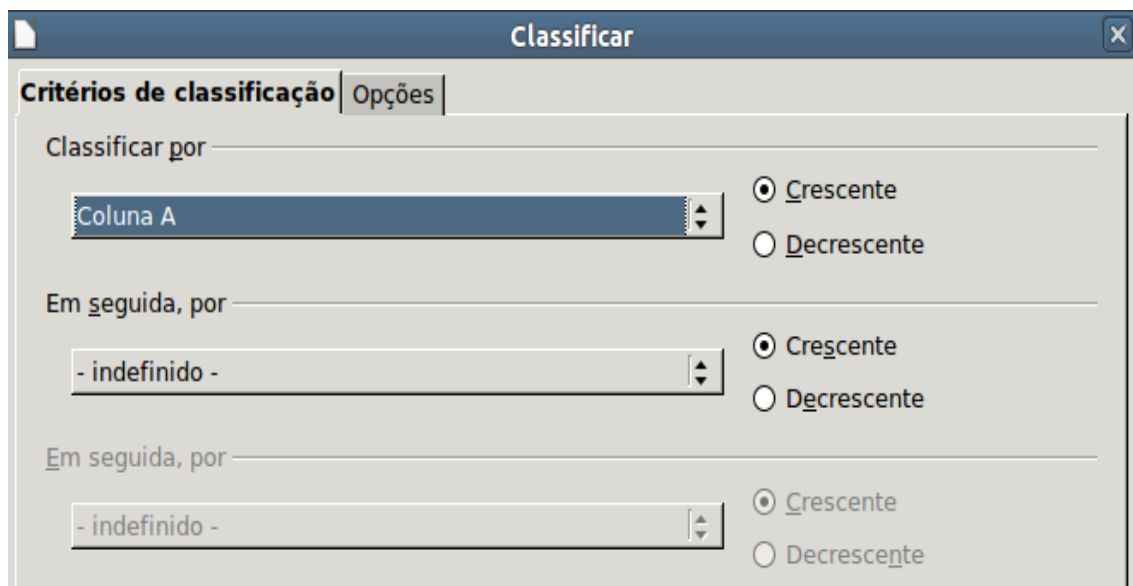 Classificar
Critérios de classificação Opções
Classificar por
Coluna A
Crescente
Decrescente
Em seguida, por
- indefinido -
Crescente
Decrescente
Em seguida, por
- indefinido -
Crescente
Decrescente